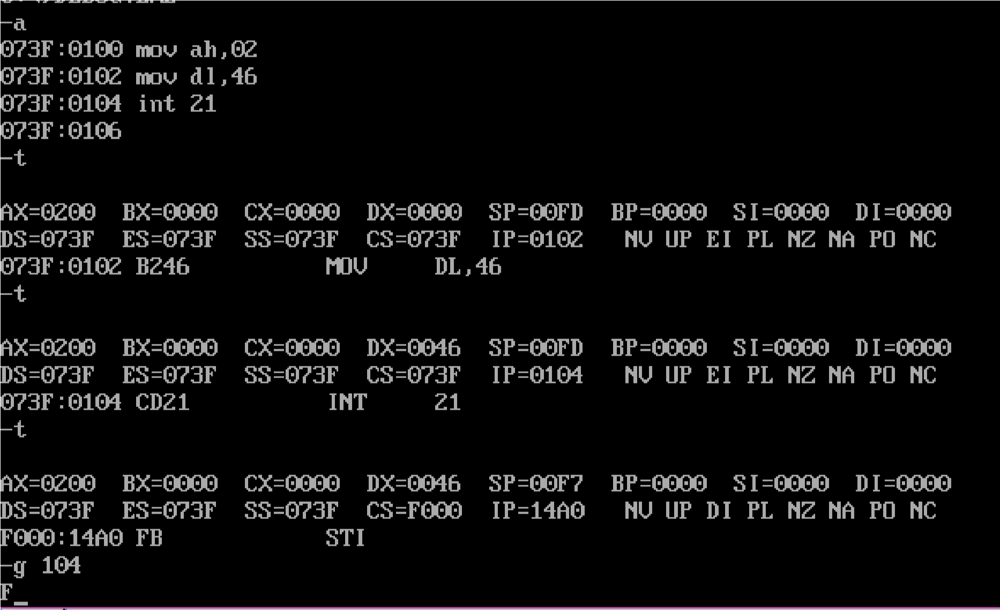 -a
073F:0100 mov ah,02
073F:0102 mov dl,46
073F:0104 int 21
073F:0106
-t
AX=0200 BX=0000 CX=0000 DX=0000 SP=00FD BP=0000 SI=0000 DI=0000
DS=073F ES=073F SS=073F CS=073F IP=0102 NV UP EI PL NZ NA PO NC
073F:0102 B246 MOV DL,46
-t
AX=0200 BX=0000 CX=0000 DX=0046 SP=00FD BP=0000 SI=0000 DI=0000
DS=073F ES=073F SS=073F CS=073F IP=0104 NV UP EI PL NZ NA PO NC
073F:0104 CD21 INT 21
-t
AX=0200 BX=0000 CX=0000 DX=0046 SP=00F7 BP=0000 SI=0000 DI=0000
DS=073F ES=073F SS=073F CS=F000 IP=14A0 NV UP DI PL NZ NA PO NC
F000:14A0 FB STI
-g 104
F_